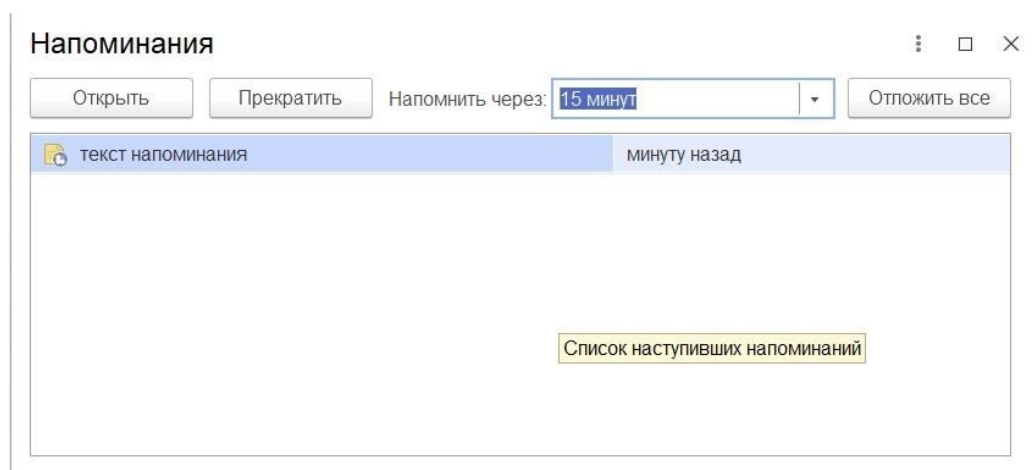 Напоминания
Открыть Прекратить Напомнить через: 15 минут Отложить все
текст напоминания минуту назад
Список наступивших напоминаний